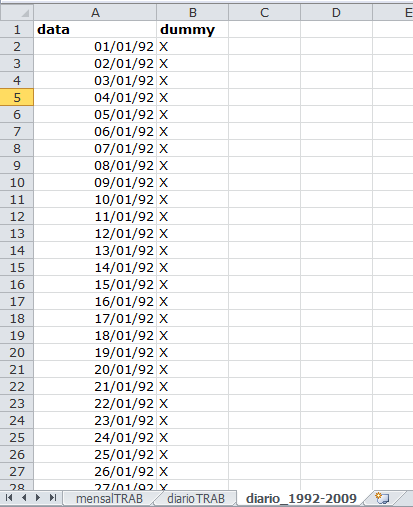 A B C D E
1 data dummy
2 01/01/92 X
3 02/01/92 X
4 03/01/92 X
5 04/01/92 X
6 05/01/92 X
7 06/01/92 X
8 07/01/92 X
9 08/01/92 X
10 09/01/92 X
11 10/01/92 X
12 11/01/92 X
13 12/01/92 X
14 13/01/92 X
15 14/01/92 X
16 15/01/92 X
17 16/01/92 X
18 17/01/92 X
19 18/01/92 X
20 19/01/92 X
21 20/01/92 X
22 21/01/92 X
23 22/01/92 X
24 23/01/92 X
25 24/01/92 X
26 25/01/92 X
27 26/01/92 X
28 27/01/92 X
mensalTRAB diarioTRAB diario_1992-2009